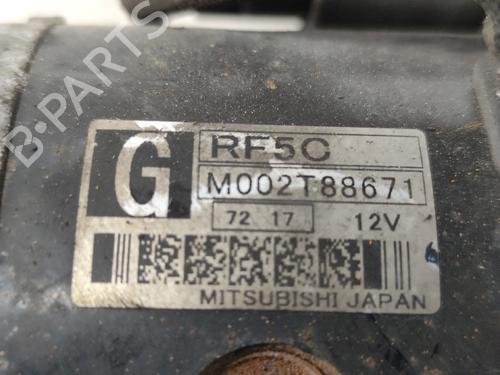 B-PARTS
G
RF5C
M002T88671
72 17 12V
MITSUBISHI JAPAN